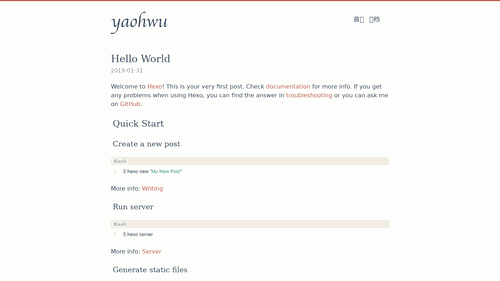 yaohwu
首 档
Hello World
2019-01-31
Welcome to Hexo! This is your very first post. Check documentation for more info. If you get
any problems when using Hexo, you can find the answer in troubleshooting or you can ask me
on GitHub.
Quick Start
Create a new post
Bash
1 $ hexo new "My New Post"
More info: Writing
Run server
Bash
1 $ hexo server
More info: Server
Generate static files